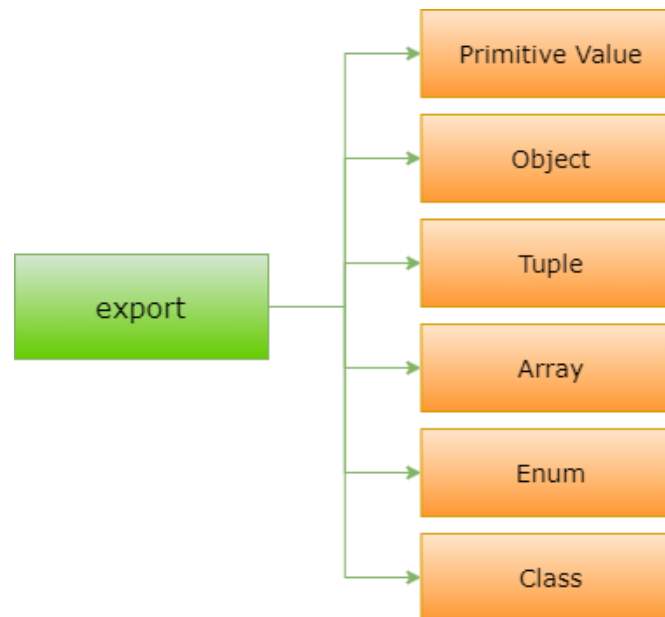 Primitive Value
Object
Tuple
export
Array
Enum
Class